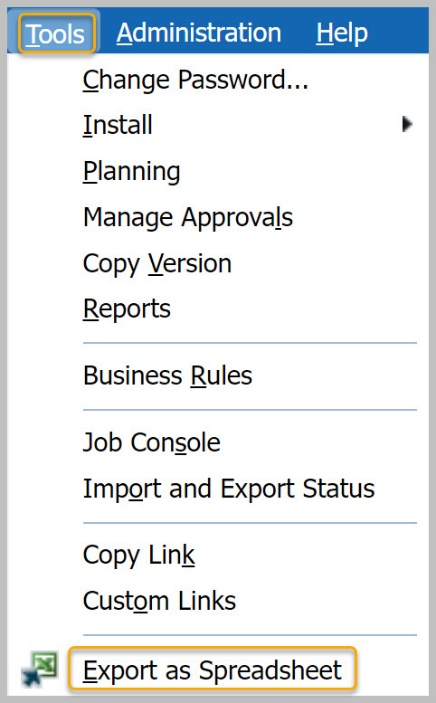 Tools Administration Help
Change Password...
Install
Planning
Manage Approvals
Copy Version
Reports
Business Rules
Job Console
Import and Export Status
Copy Link
Custom Links
Export as Spreadsheet